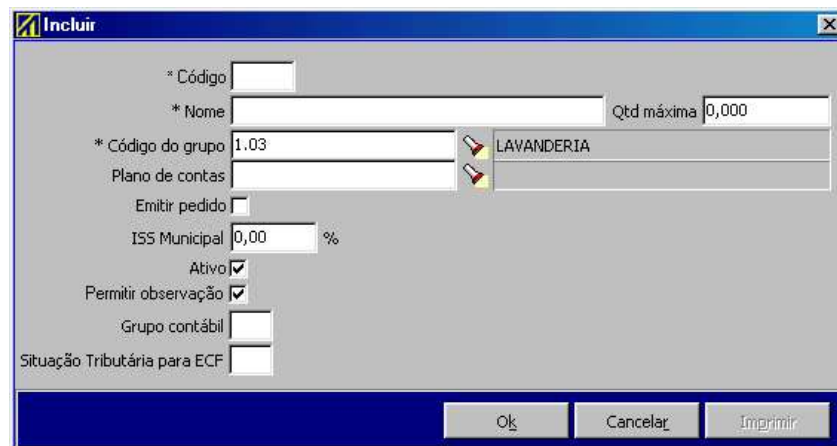 Incluir
* Código
* Nome Qtd máxima 0,000
* Código do grupo 1.03 LAVANDERIA
Plano de contas
Emitir pedido
ISS Municipal 0,00 %
Ativo
Permitir observação
Grupo contábil
Situação Tributária para ECF
Ok Cancelar Imprimir